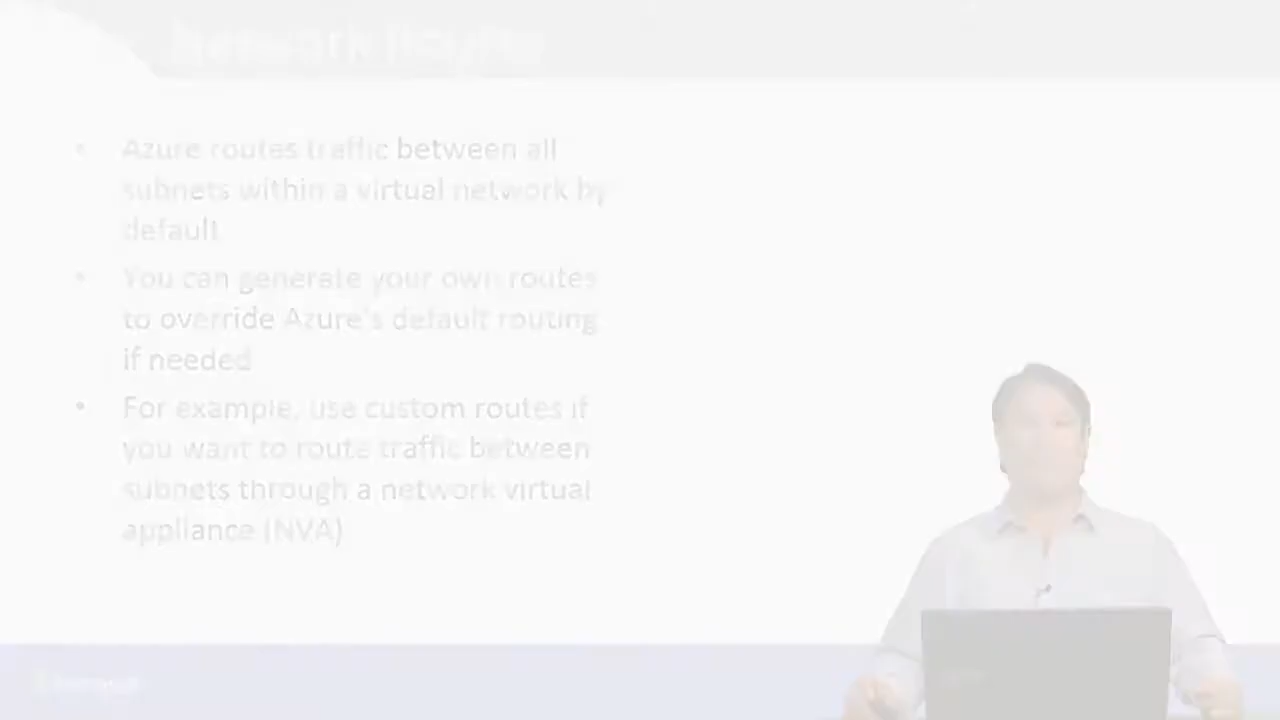 Network Routing
Azure routes traffic between all
subnets within a virtual network by
default
You can generate your own routes
to override Azure's default routing
if needed
For example, use custom routes if
you want to route traffic between
subnets through a network virtual
appliance (NVA)